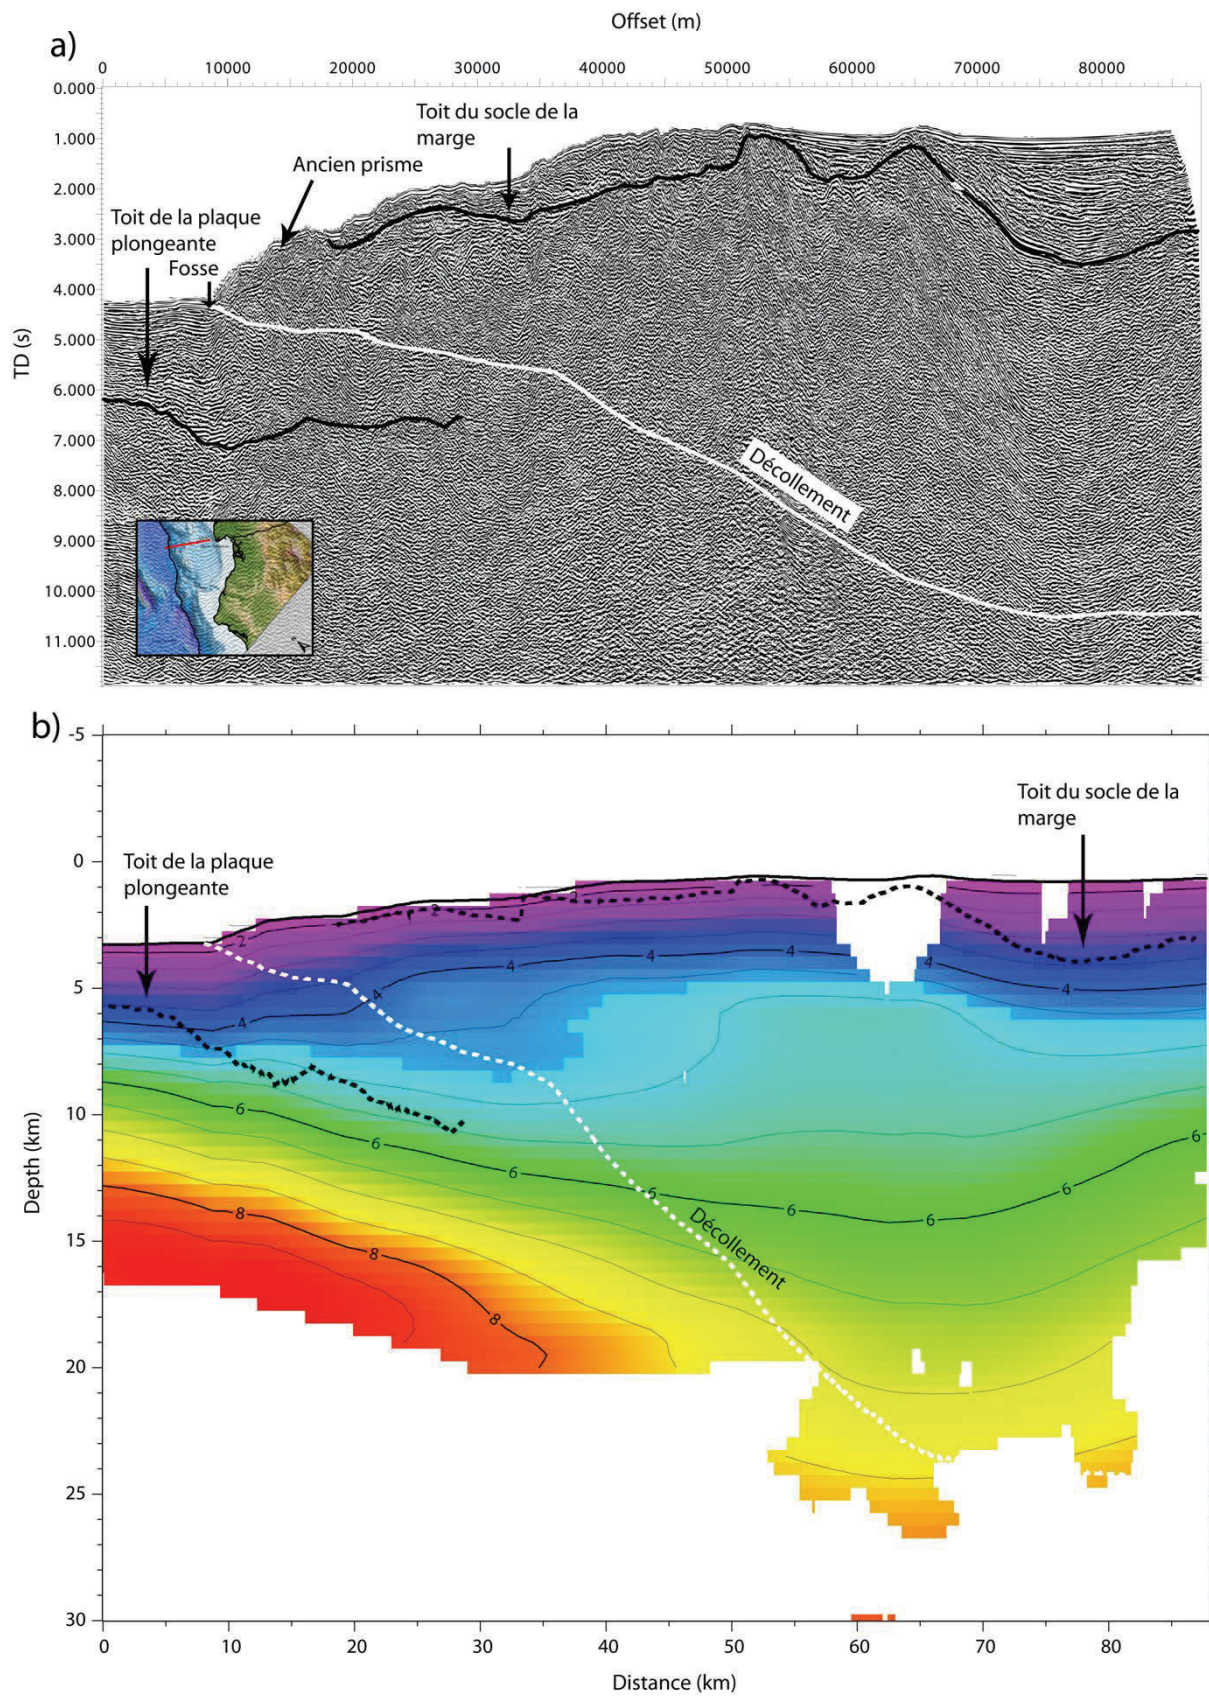 Offset (m)
a)
0 10000 20000 30000 40000 50000 60000 70000 80000
0.000
1.000
2.000
3.000
4.000
5.000
6.000
7.000
8.000
9.000
10.000
11.000
TD (s)
Toit du socle de la
marge
Ancien prisme
Toit de la plaque
plongeante
Fosse
Décollement
b)
-5
0
5
10
15
20
25
30
Depth (km)
Toit du socle de la
marge
Toit de la plaque
plongeante
2
2
2
4
4
4
4
4
6
6
6
6
6
6
6
8
8
8
Décollement
0 10 20 30 40 50 60 70 80
Distance (km)